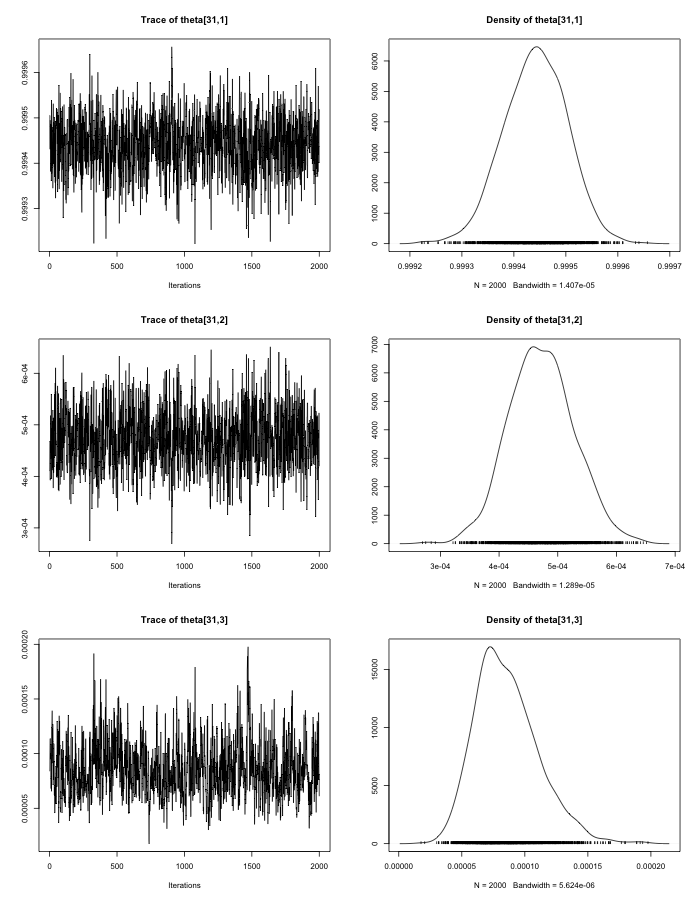 Trace of theta[31,1]
0.9993 0.9994 0.9995 0.9996
0 500 1000 1500 2000
Iterations
Density of theta[31,1]
0 1000 2000 3000 4000 5000 6000
0.9992 0.9993 0.9994 0.9995 0.9996 0.9997
N = 2000 Bandwidth = 1.407e-05
Trace of theta[31,2]
3e-04 4e-04 5e-04 6e-04
0 500 1000 1500 2000
Iterations
Density of theta[31,2]
0 1000 2000 3000 4000 5000 6000 7000
3e-04 4e-04 5e-04 6e-04 7e-04
N = 2000 Bandwidth = 1.289e-05
Trace of theta[31,3]
0.00005 0.00010 0.00015 0.00020
0 500 1000 1500 2000
Iterations
Density of theta[31,3]
0 5000 10000 15000
0.00000 0.00005 0.00010 0.00015 0.00020
N = 2000 Bandwidth = 5.624e-06